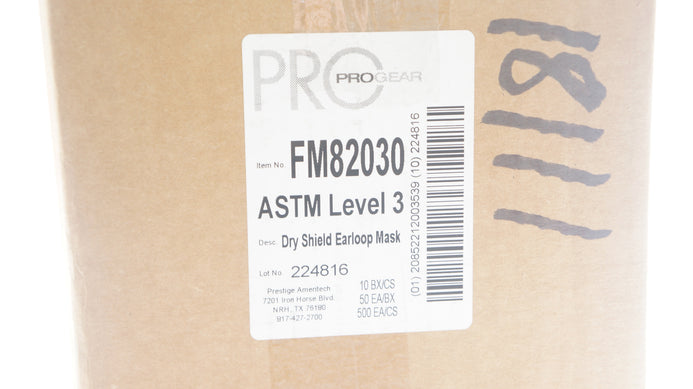 PRO
PROGEAR
Item No. FM82030
ASTM Level 3
Desc. Dry Shield Earloop Mask
Lot No. 224816
Prestige Ameritech
7201 Iron Horse Blvd.
NRH, TX 76180
817-427-2700
10 BX/CS
50 EA/BX
500 EA/CS
(01) 20852212003539 (10) 224816